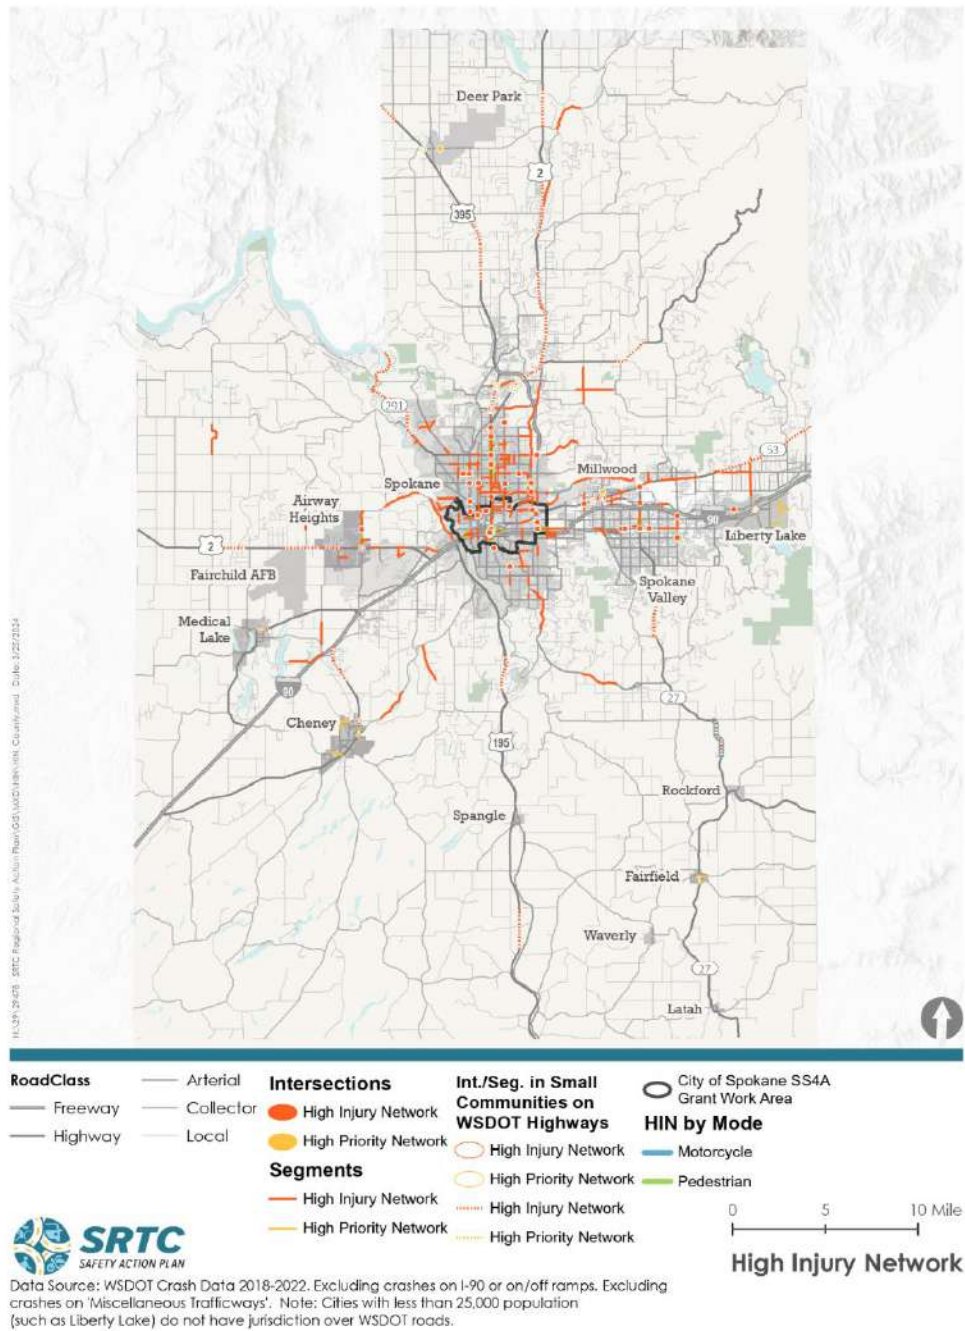 Deer Park
2
395
291
53
Millwood
Spokane
Airway
Heights
90
Liberty Lake
2
Fairchild AFB
Spokane
Valley
Medical
Lake
90
27
Cheney
195
Rockford
Spangle
Fairfield
Waverly
27
Latah
RoadClass
Freeway
Highway
Arterial
Collector
Local
Intersections
High Injury Network
High Priority Network
Segments
High Injury Network
High Priority Network
Int./Seg. in Small
Communities on
WSDOT Highways
High Injury Network
High Priority Network
High Injury Network
High Priority Network
City of Spokane SS4A
Grant Work Area
HIN by Mode
Motorcycle
Pedestrian
0 5 10 Mile
High Injury Network
SRTC
SAFETY ACTION PLAN
Data Source: WSDOT Crash Data 2018-2022. Excluding crashes on I-90 or on/off ramps. Excluding
crashes on 'Miscellaneous Trafficways'. Note: Cities with less than 25,000 population
(such as Liberty Lake) do not have jurisdiction over WSDOT roads.